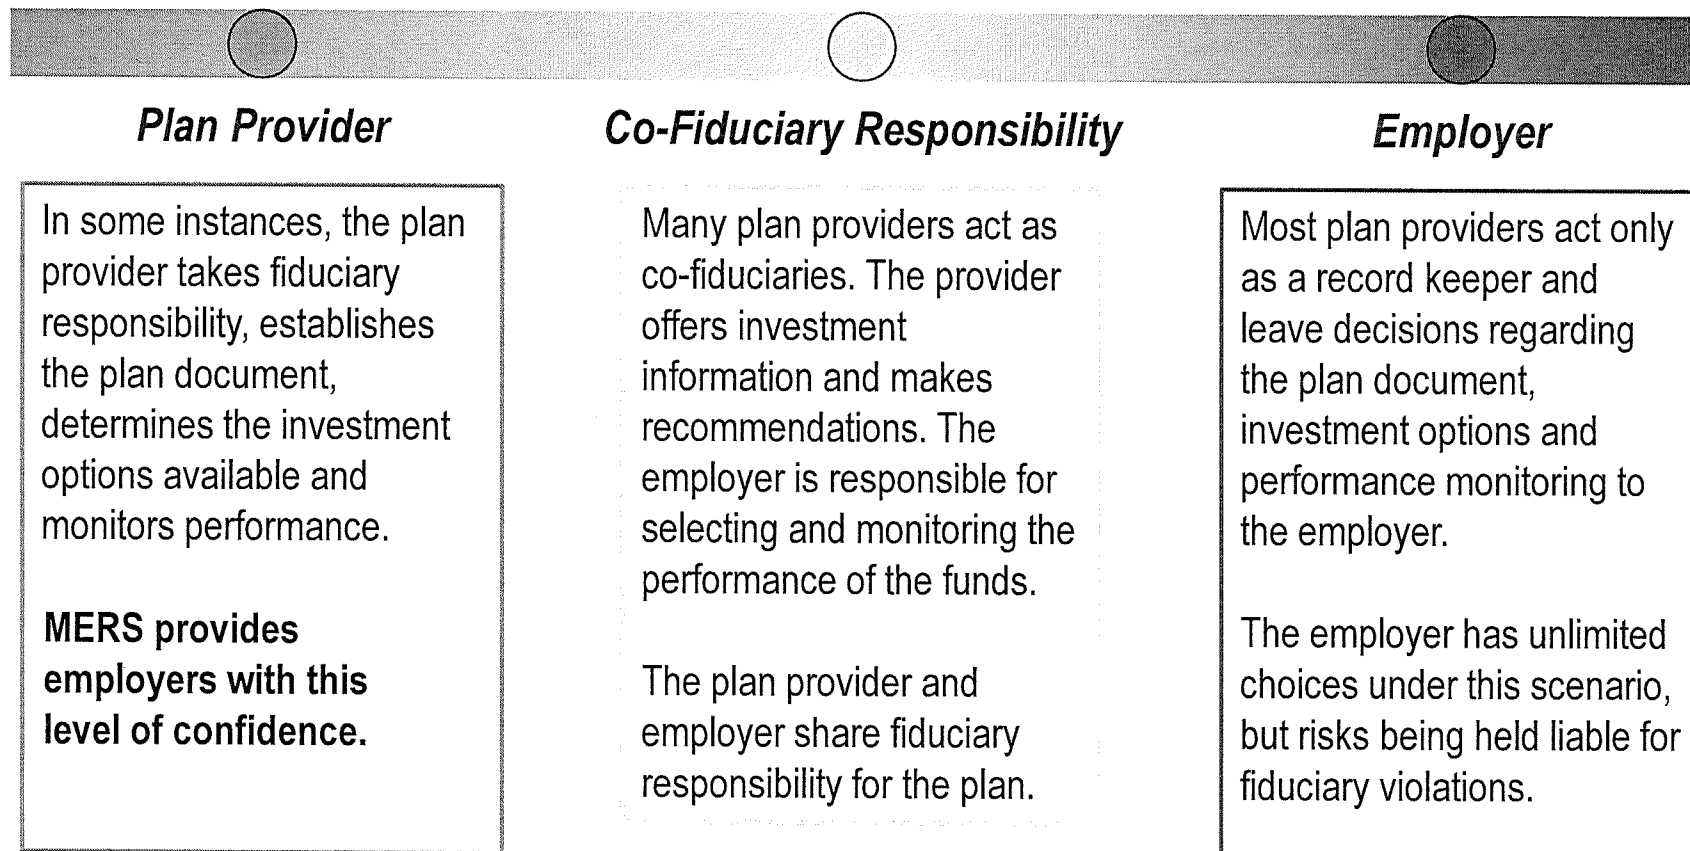 Plan Provider
In some instances, the plan
provider takes fiduciary
responsibility, establishes
the plan document,
determines the investment
options available and
monitors performance.
MERS provides
employers with this
level of confidence.
Co-Fiduciary Responsibility
Many plan providers act as
co-fiduciaries. The provider
offers investment
information and makes
recommendations. The
employer is responsible for
selecting and monitoring the
performance of the funds.
The plan provider and
employer share fiduciary
responsibility for the plan.
Employer
Most plan providers act only
as a record keeper and
leave decisions regarding
the plan document,
investment options and
performance monitoring to
the employer.
The employer has unlimited
choices under this scenario,
but risks being held liable for
fiduciary violations.